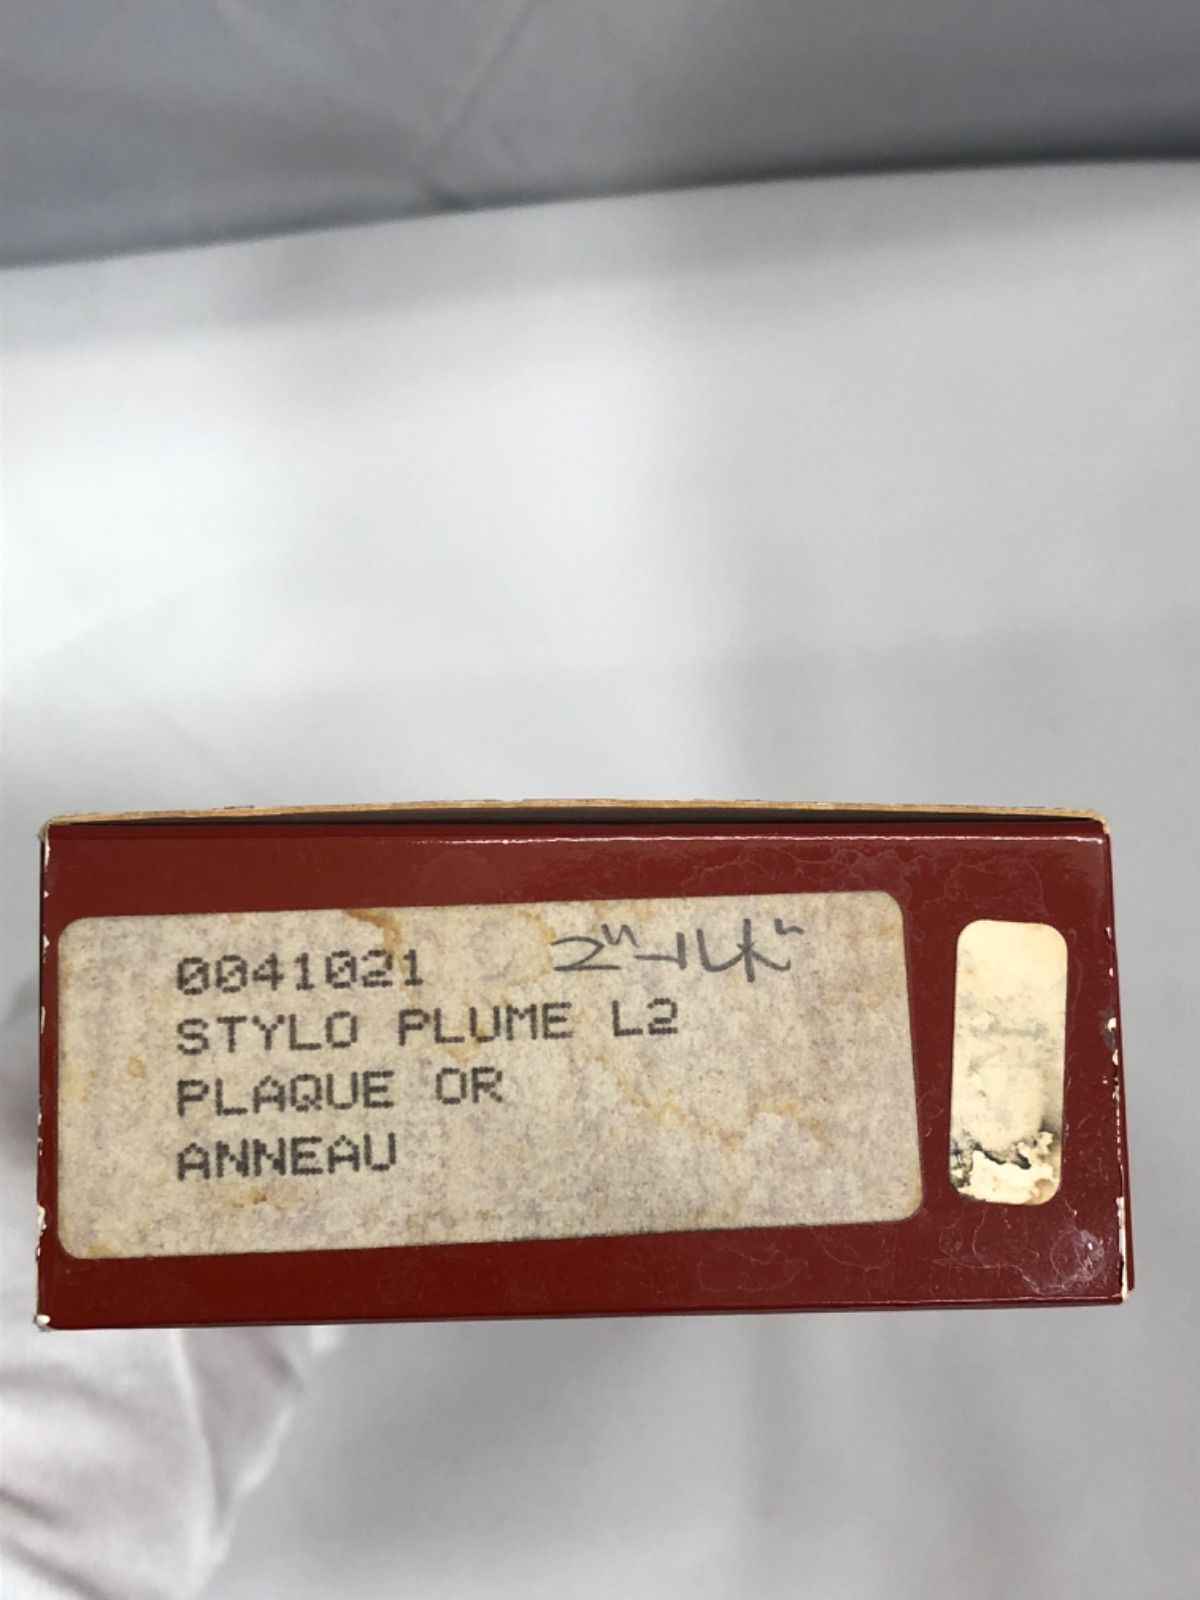 0041021 ゴールド
STYLO PLUME L2
PLAQUE OR
ANNEAU
M